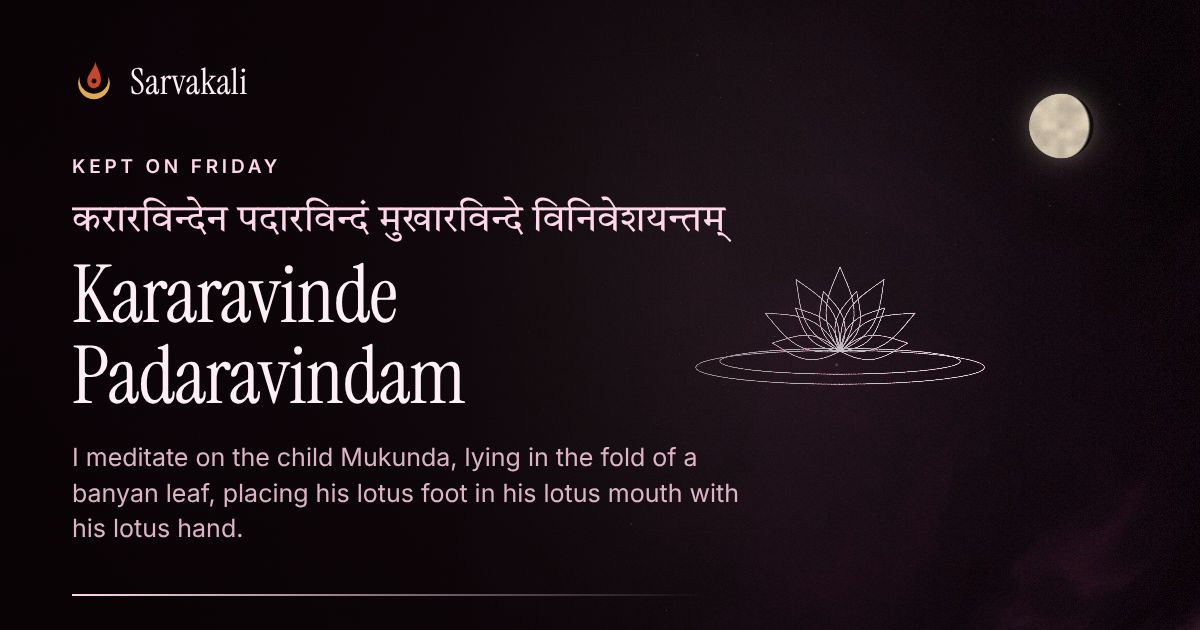 Sarvakali
KEPT ON FRIDAY
करारविन्देन पदारविन्दं मुखारविन्दे विनिवेशयन्तम्
Kararavinde
Padaravindam
I meditate on the child Mukunda, lying in the fold of a
banyan leaf, placing his lotus foot in his lotus mouth with
his lotus hand.